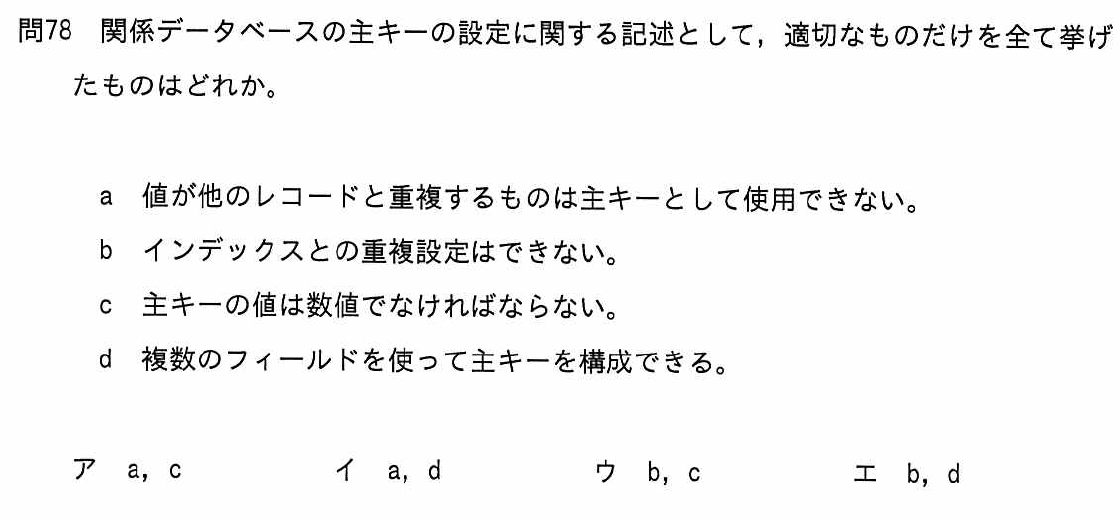 問78 関係データベースの主キーの設定に関する記述として，適切なものだけを全て挙げ
たものはどれか。
a 値が他のレコードと重複するものは主キーとして使用できない。
b インデックスとの重複設定はできない。
c 主キーの値は数値でなければならない。
d 複数のフィールドを使って主キーを構成できる。
ア a，c イ a，d ウ b，c エ b，d